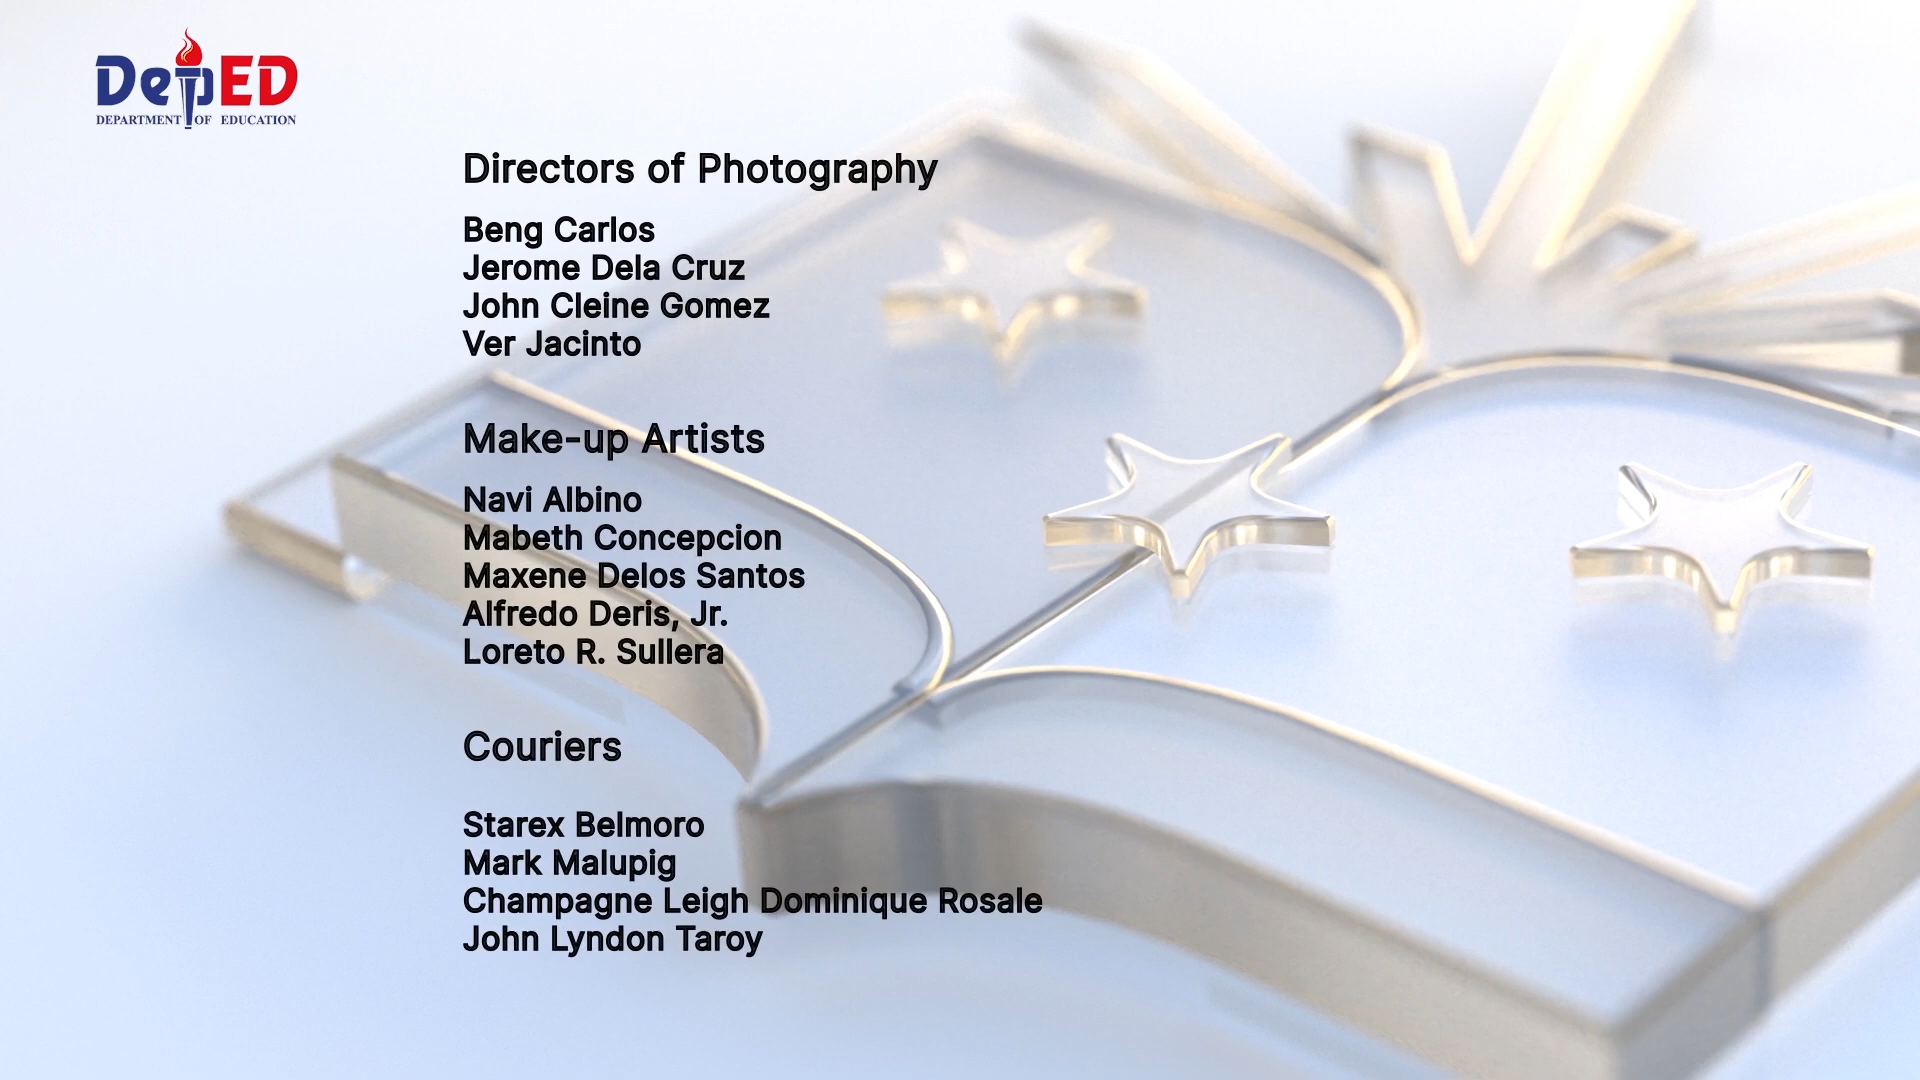 DepED
DEPARTMENT OF EDUCATION
Directors of Photography
Beng Carlos
Jerome Dela Cruz
John Cleine Gomez
Ver Jacinto
Make-up Artists
Navi Albino
Mabeth Concepcion
Maxene Delos Santos
Alfredo Deris, Jr.
Loreto R. Sullera
Couriers
Starex Belmoro
Mark Malupig
Champagne Leigh Dominique Rosale
John Lyndon Taroy